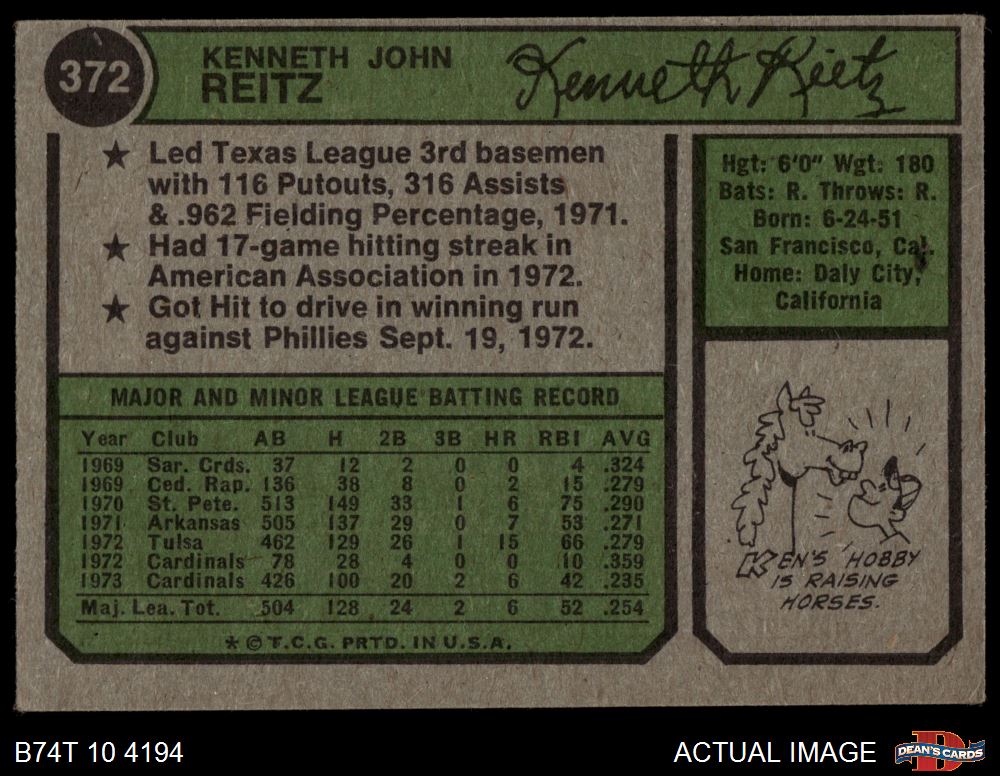 372
KENNETH JOHN
REITZ
Kenneth Reitz
★ Led Texas League 3rd basemen
with 116 Putouts, 316 Assists
& .962 Fielding Percentage, 1971.
★ Had 17-game hitting streak in
American Association in 1972.
★ Got Hit to drive in winning run
against Phillies Sept. 19, 1972.
Hgt: 6'0" Wgt: 180
Bats: R. Throws: R.
Born: 6-24-51
San Francisco, Cal.
Home: Daly City,
California
MAJOR AND MINOR LEAGUE BATTING RECORD
Year Club AB H 2B 3B HR RBI AVG
1969 Sar. Crds. 37 12 2 0 0 4 .324
1969 Ced. Rap. 136 38 8 0 2 15 .279
1970 St. Pete. 513 149 33 1 6 75 .290
1971 Arkansas 505 137 29 0 7 53 .271
1972 Tulsa 462 129 26 1 15 66 .279
1972 Cardinals 78 28 4 0 0 10 .359
1973 Cardinals 426 100 20 2 6 42 .235
Maj. Lea. Tot. 504 128 24 2 6 52 .254
* © T.C.G. PRTD. IN U.S.A.
KEN'S HOBBY
IS RAISING
HORSES.
B74T 10 4194
ACTUAL IMAGE
DEAN'S CARDS